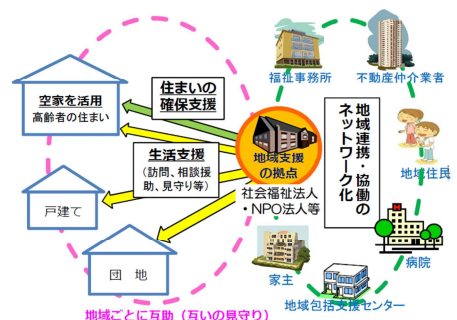 空家を活用
高齢者の住まい
戸建て
団 地
住まいの
確保支援
生活支援
(訪問、相談援
助、見守り等)
地域支援
の拠点
社会福祉法人
・NPO法人等
地域連携・協働の
ネットワーク化
福祉事務所
不動産仲介業者
地域住民
病院
地域包括支援センター
家主
地域ごとに互助(互いの見守り)